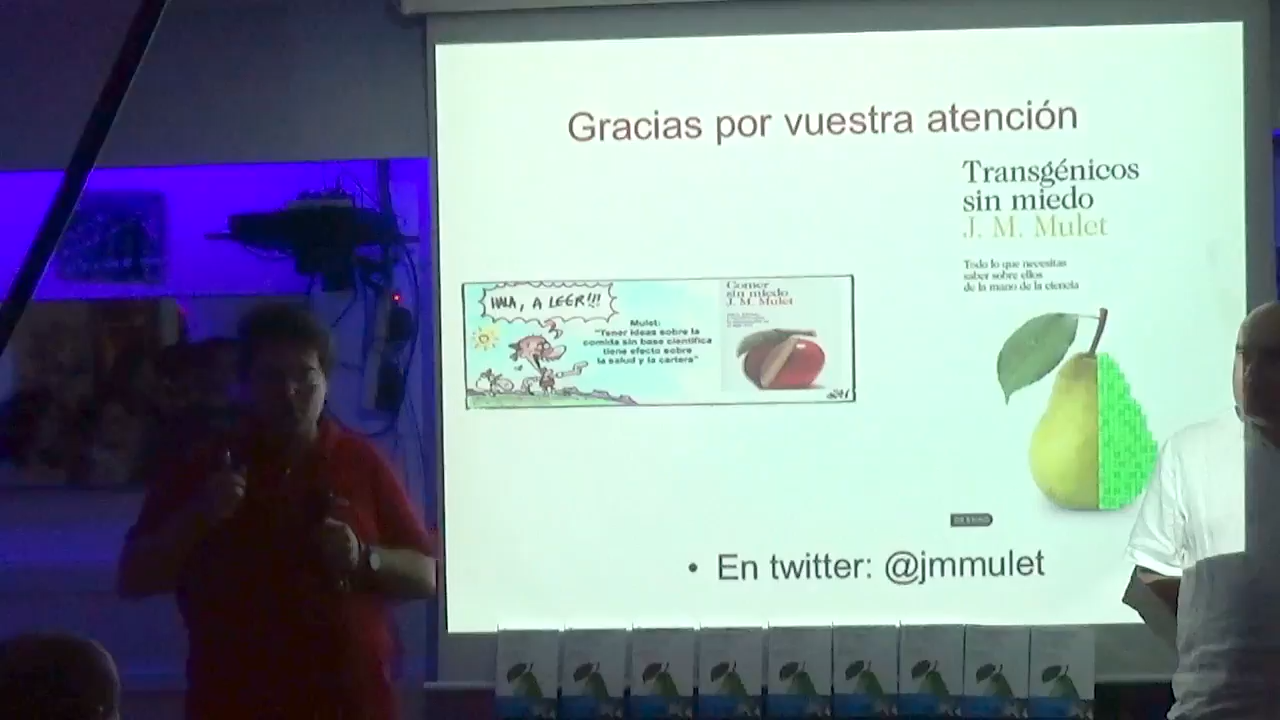 Gracias por vuestra atención
Transgénicos
sin miedo
J. M. Mulet
Todo lo que necesitas
saber sobre ellos
de la mano de la ciencia
HALA, A LEER!!!
Mulet:
"Tener ideas sobre la
comida sin base científica
tiene efecto sobre
la salud y la cartera"
Comer
sin miedo
J. M. Mulet
• En twitter: @jmmulet